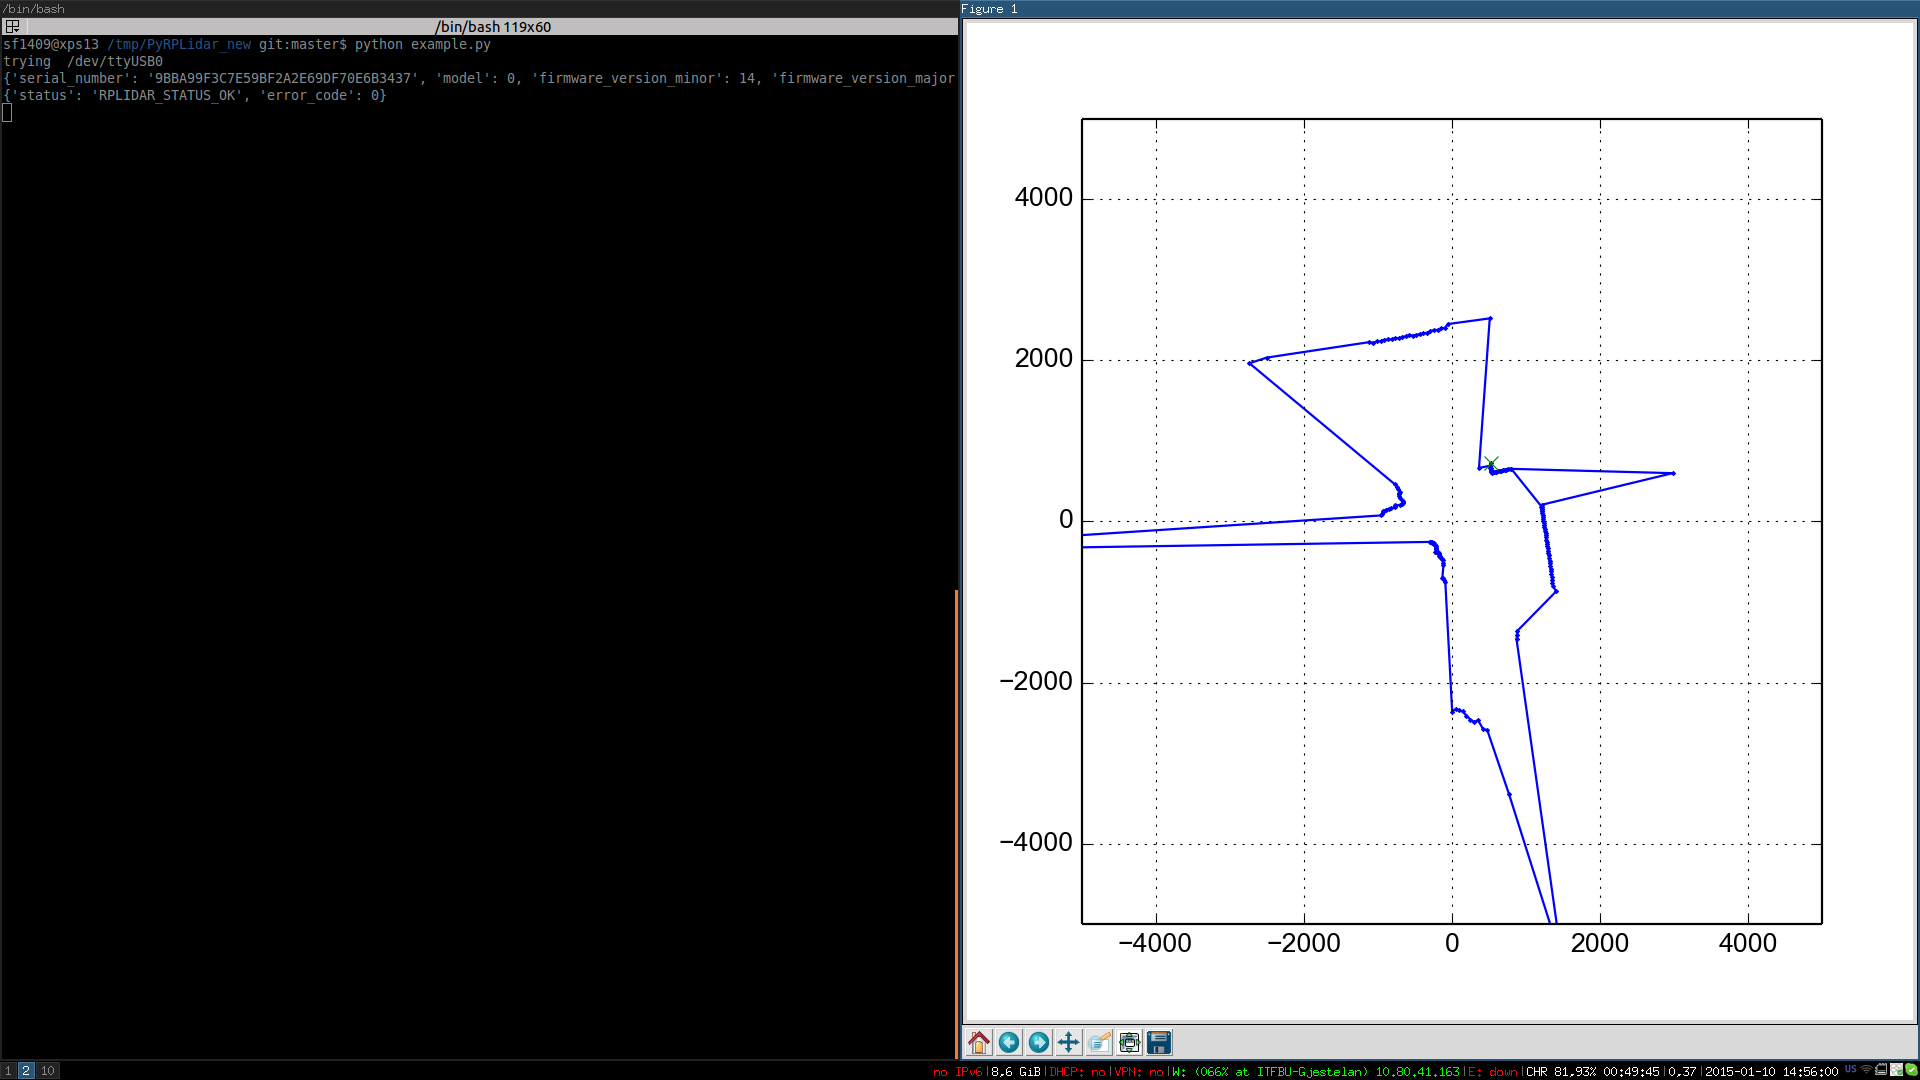 /bin/bash
/bin/bash 119x60
sf1409@xps13 /tmp/PyRPLidar_new git:master$ python example.py
trying  /dev/ttyUSB0
{'serial_number': '9BBA99F3C7E59BF2A2E69DF70E6B3437', 'model': 0, 'firmware_version_minor': 14, 'firmware_version_major
{'status': 'RPLIDAR_STATUS_OK', 'error_code': 0}
Figure 1
4000
2000
0
−2000
−4000
−4000 −2000 0 2000 4000
1 2 10 no IPv6|8,6 GiB|DHCP: no|VPN: no|W: (066% at ITFBU-Gjestelan) 10.80.41.163|E: down|CHR 81,93% 00:49:45|0,37|2015-01-10 14:56:00 US